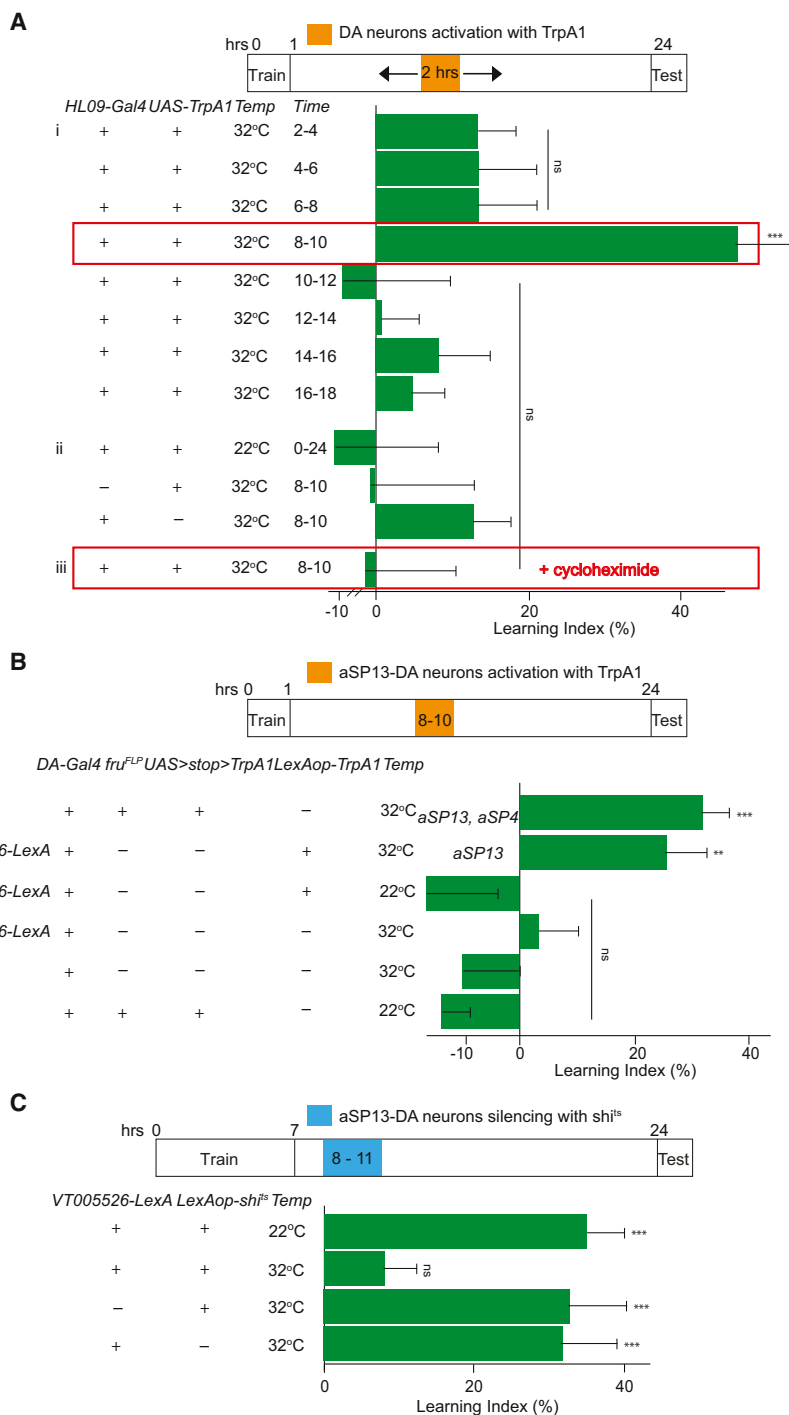 A
DA neurons activation with TrpA1
hrs 0 1 24
Train 2 hrs Test
HL09-Gal4 UAS-TrpA1 Temp Time
i + + 32°C 2-4
+ + 32°C 4-6 ns
+ + 32°C 6-8
+ + 32°C 8-10 ***
+ + 32°C 10-12
+ + 32°C 12-14
+ + 32°C 14-16
+ + 32°C 16-18
ns
ii + + 22°C 0-24
– + 32°C 8-10
+ – 32°C 8-10
iii + + 32°C 8-10 + cycloheximide
-10 0 20 40
Learning Index (%)
B
aSP13-DA neurons activation with TrpA1
hrs 0 1 24
Train 8-10 Test
DA-Gal4 fruFLP UAS>stop>TrpA1 LexAop-TrpA1 Temp
+ + + – 32°C aSP13, aSP4 ***
6-LexA + – – + 32°C aSP13 **
6-LexA + – – + 22°C
6-LexA + – – – 32°C
ns
+ – – – 32°C
+ + + – 22°C
-10 0 20 40
Learning Index (%)
C
aSP13-DA neurons silencing with shits
hrs 0 7 24
Train 8 - 11 Test
VT005526-LexA LexAop-shits Temp
+ + 22°C ***
+ + 32°C ns
– + 32°C ***
+ – 32°C ***
0 20 40
Learning Index (%)